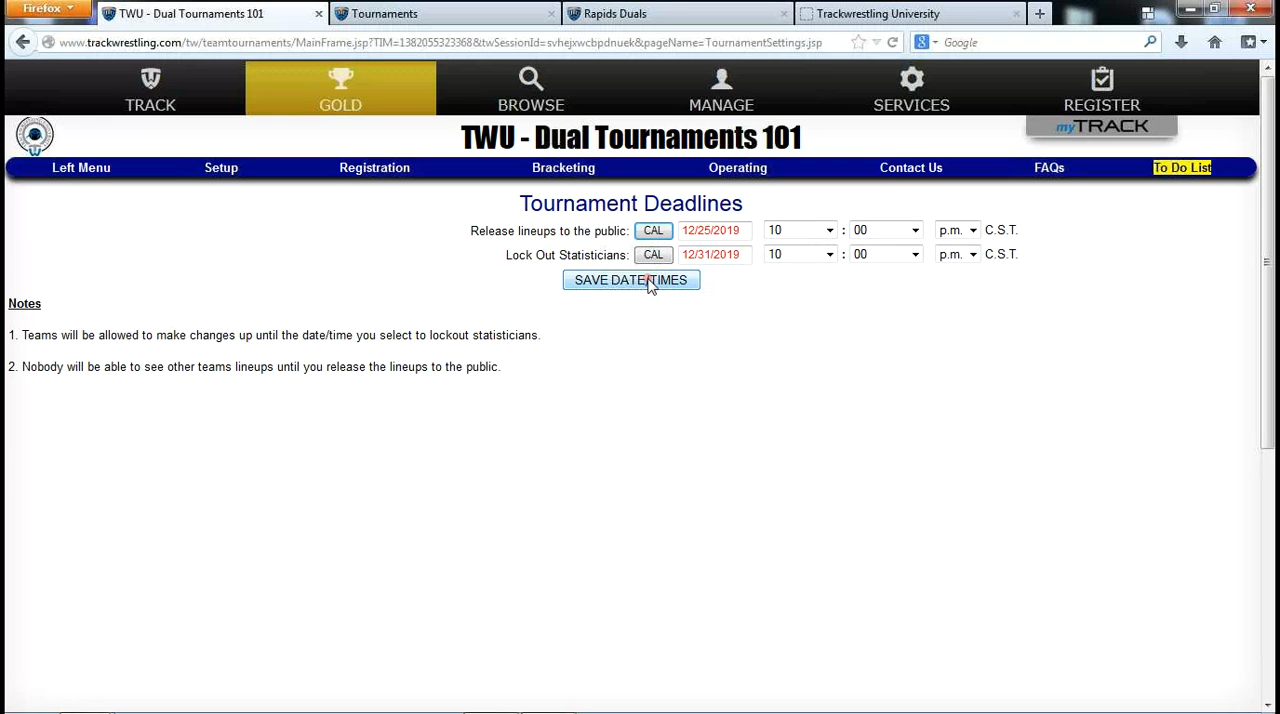 Firefox
TWU - Dual Tournaments 101
Tournaments
Rapids Duals
Trackwrestling University
www.trackwrestling.com/tw/teamtournaments/MainFrame.jsp?TIM=1382055323368&twSessionId=svhejxwcbpdnuek&pageName=TournamentSettings.jsp
Google
TRACK
GOLD
BROWSE
MANAGE
SERVICES
REGISTER
myTRACK
TWU - Dual Tournaments 101
Left Menu
Setup
Registration
Bracketing
Operating
Contact Us
FAQs
To Do List
Tournament Deadlines
Release lineups to the public: CAL 12/25/2019 10 : 00 p.m. C.S.T.
Lock Out Statisticians: CAL 12/31/2019 10 : 00 p.m. C.S.T.
SAVE DATE/TIMES
Notes
1. Teams will be allowed to make changes up until the date/time you select to lockout statisticians.
2. Nobody will be able to see other teams lineups until you release the lineups to the public.